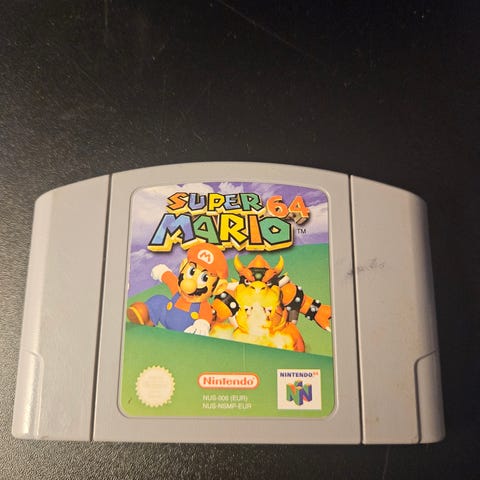 SUPER
MARIO 64
TM
M
Nintendo
NUS-006 (EUR)
NUS-NSMP-EUR
NINTENDO 64
N